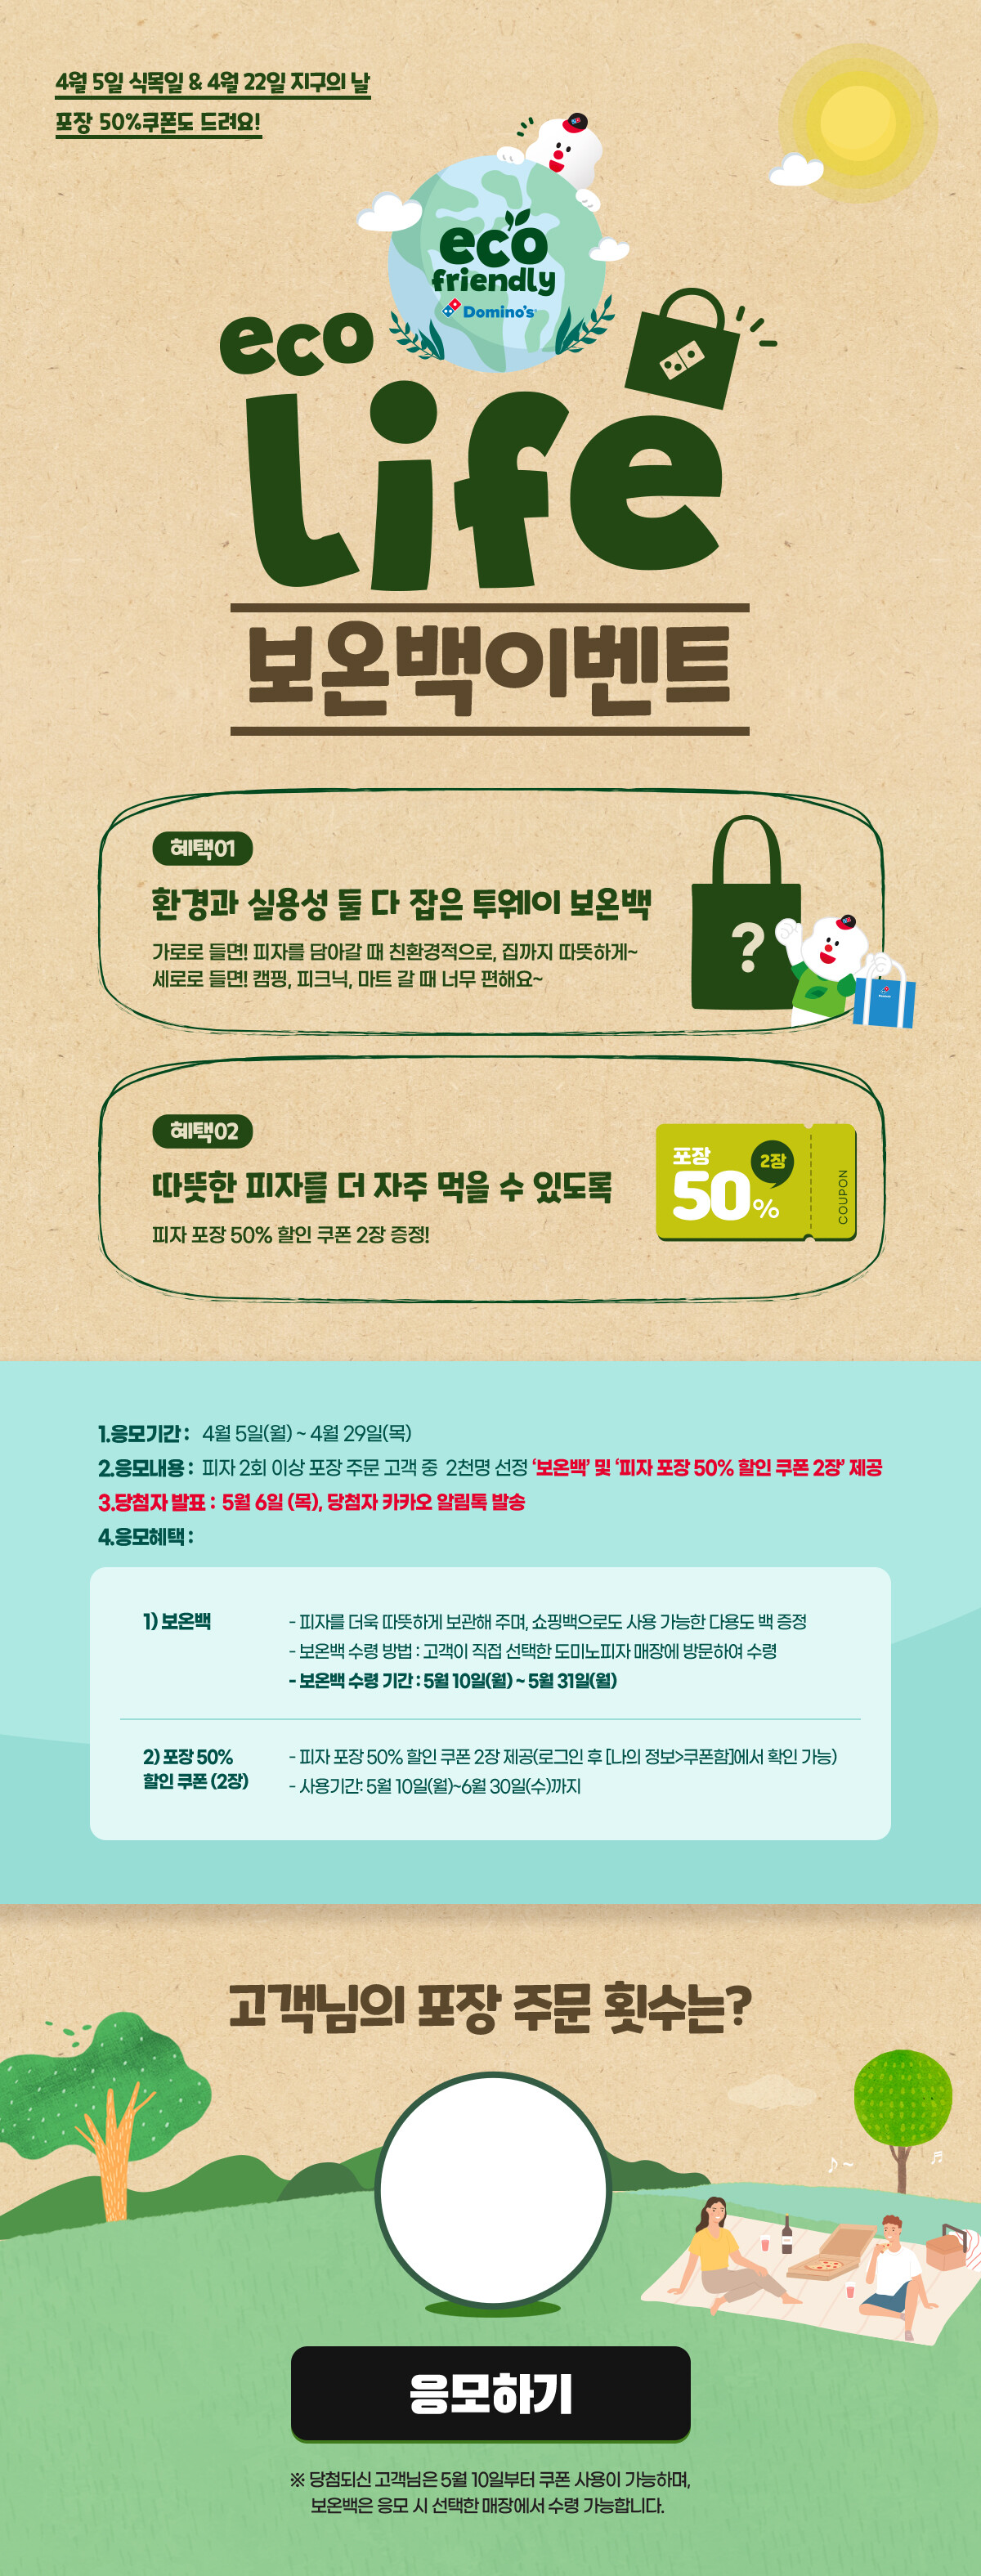 4월 5일 식목일 & 4월 22일 지구의 날
포장 50%쿠폰도 드려요!
eco
friendly
Domino's
eco
life
보온백이벤트
혜택01
환경과 실용성 둘 다 잡은 투웨이 보온백
가로로 들면! 피자를 담아갈 때 친환경적으로, 집까지 따뜻하게~
세로로 들면! 캠핑, 피크닉, 마트 갈 때 너무 편해요~
?
혜택02
따뜻한 피자를 더 자주 먹을 수 있도록
피자 포장 50% 할인 쿠폰 2장 증정!
포장
2장
50%
COUPON
1.응모기간 : 4월 5일(월) ~ 4월 29일(목)
2.응모내용 : 피자 2회 이상 포장 주문 고객 중 2천명 선정 '보온백' 및 '피자 포장 50% 할인 쿠폰 2장' 제공
3.당첨자 발표 : 5월 6일 (목), 당첨자 카카오 알림톡 발송
4.응모혜택 :
1) 보온백
- 피자를 더욱 따뜻하게 보관해 주며, 쇼핑백으로도 사용 가능한 다용도 백 증정
- 보온백 수령 방법 : 고객이 직접 선택한 도미노피자 매장에 방문하여 수령
- 보온백 수령 기간 : 5월 10일(월) ~ 5월 31일(월)
2) 포장 50%
할인 쿠폰 (2장)
- 피자 포장 50% 할인 쿠폰 2장 제공(로그인 후 [나의 정보>쿠폰함]에서 확인 가능)
- 사용기간: 5월 10일(월)~6월 30일(수)까지
고객님의 포장 주문 횟수는?
응모하기
※ 당첨되신 고객님은 5월 10일부터 쿠폰 사용이 가능하며,
보온백은 응모 시 선택한 매장에서 수령 가능합니다.